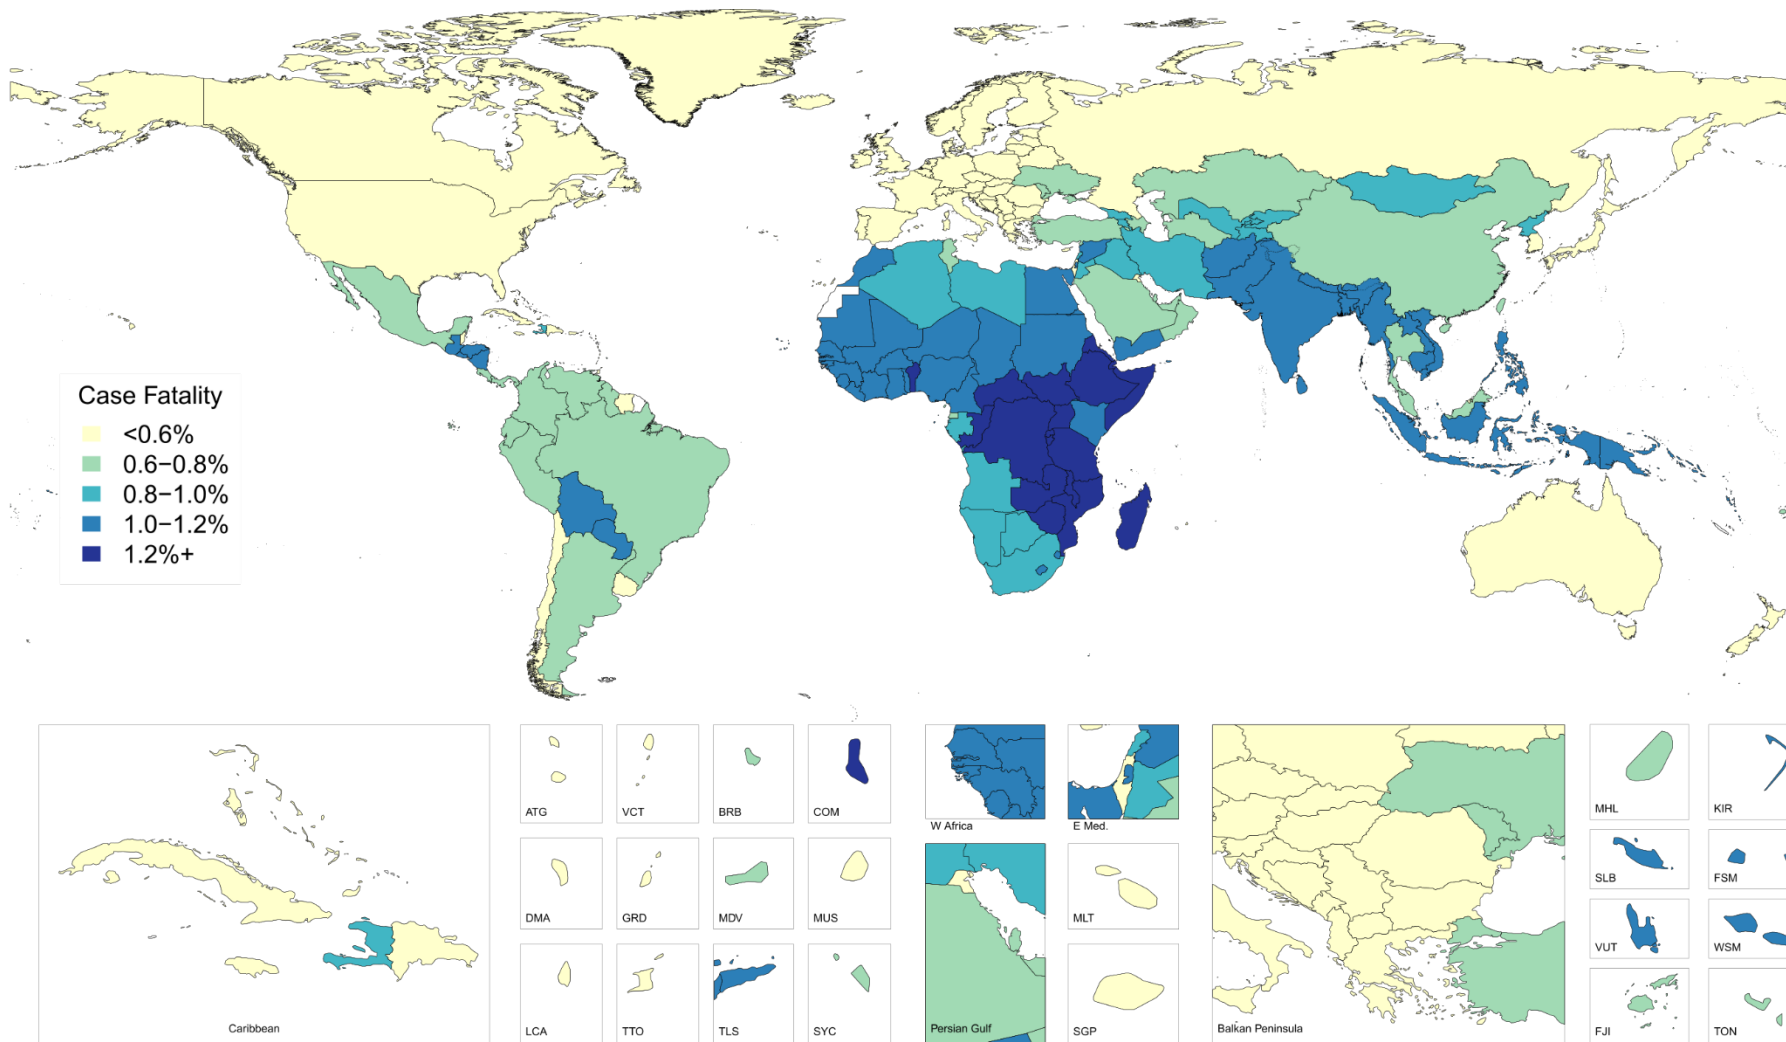 Case Fatality
<0.6%
0.6−0.8%
0.8−1.0%
1.0−1.2%
1.2%+
ATG
VCT
BRB
COM
W Africa
E Med.
MHL
KIR
DMA
GRD
MDV
MUS
MLT
SLB
FSM
VUT
WSM
Caribbean
LCA
TTO
TLS
SYC
Persian Gulf
SGP
Balkan Peninsula
FJI
TON